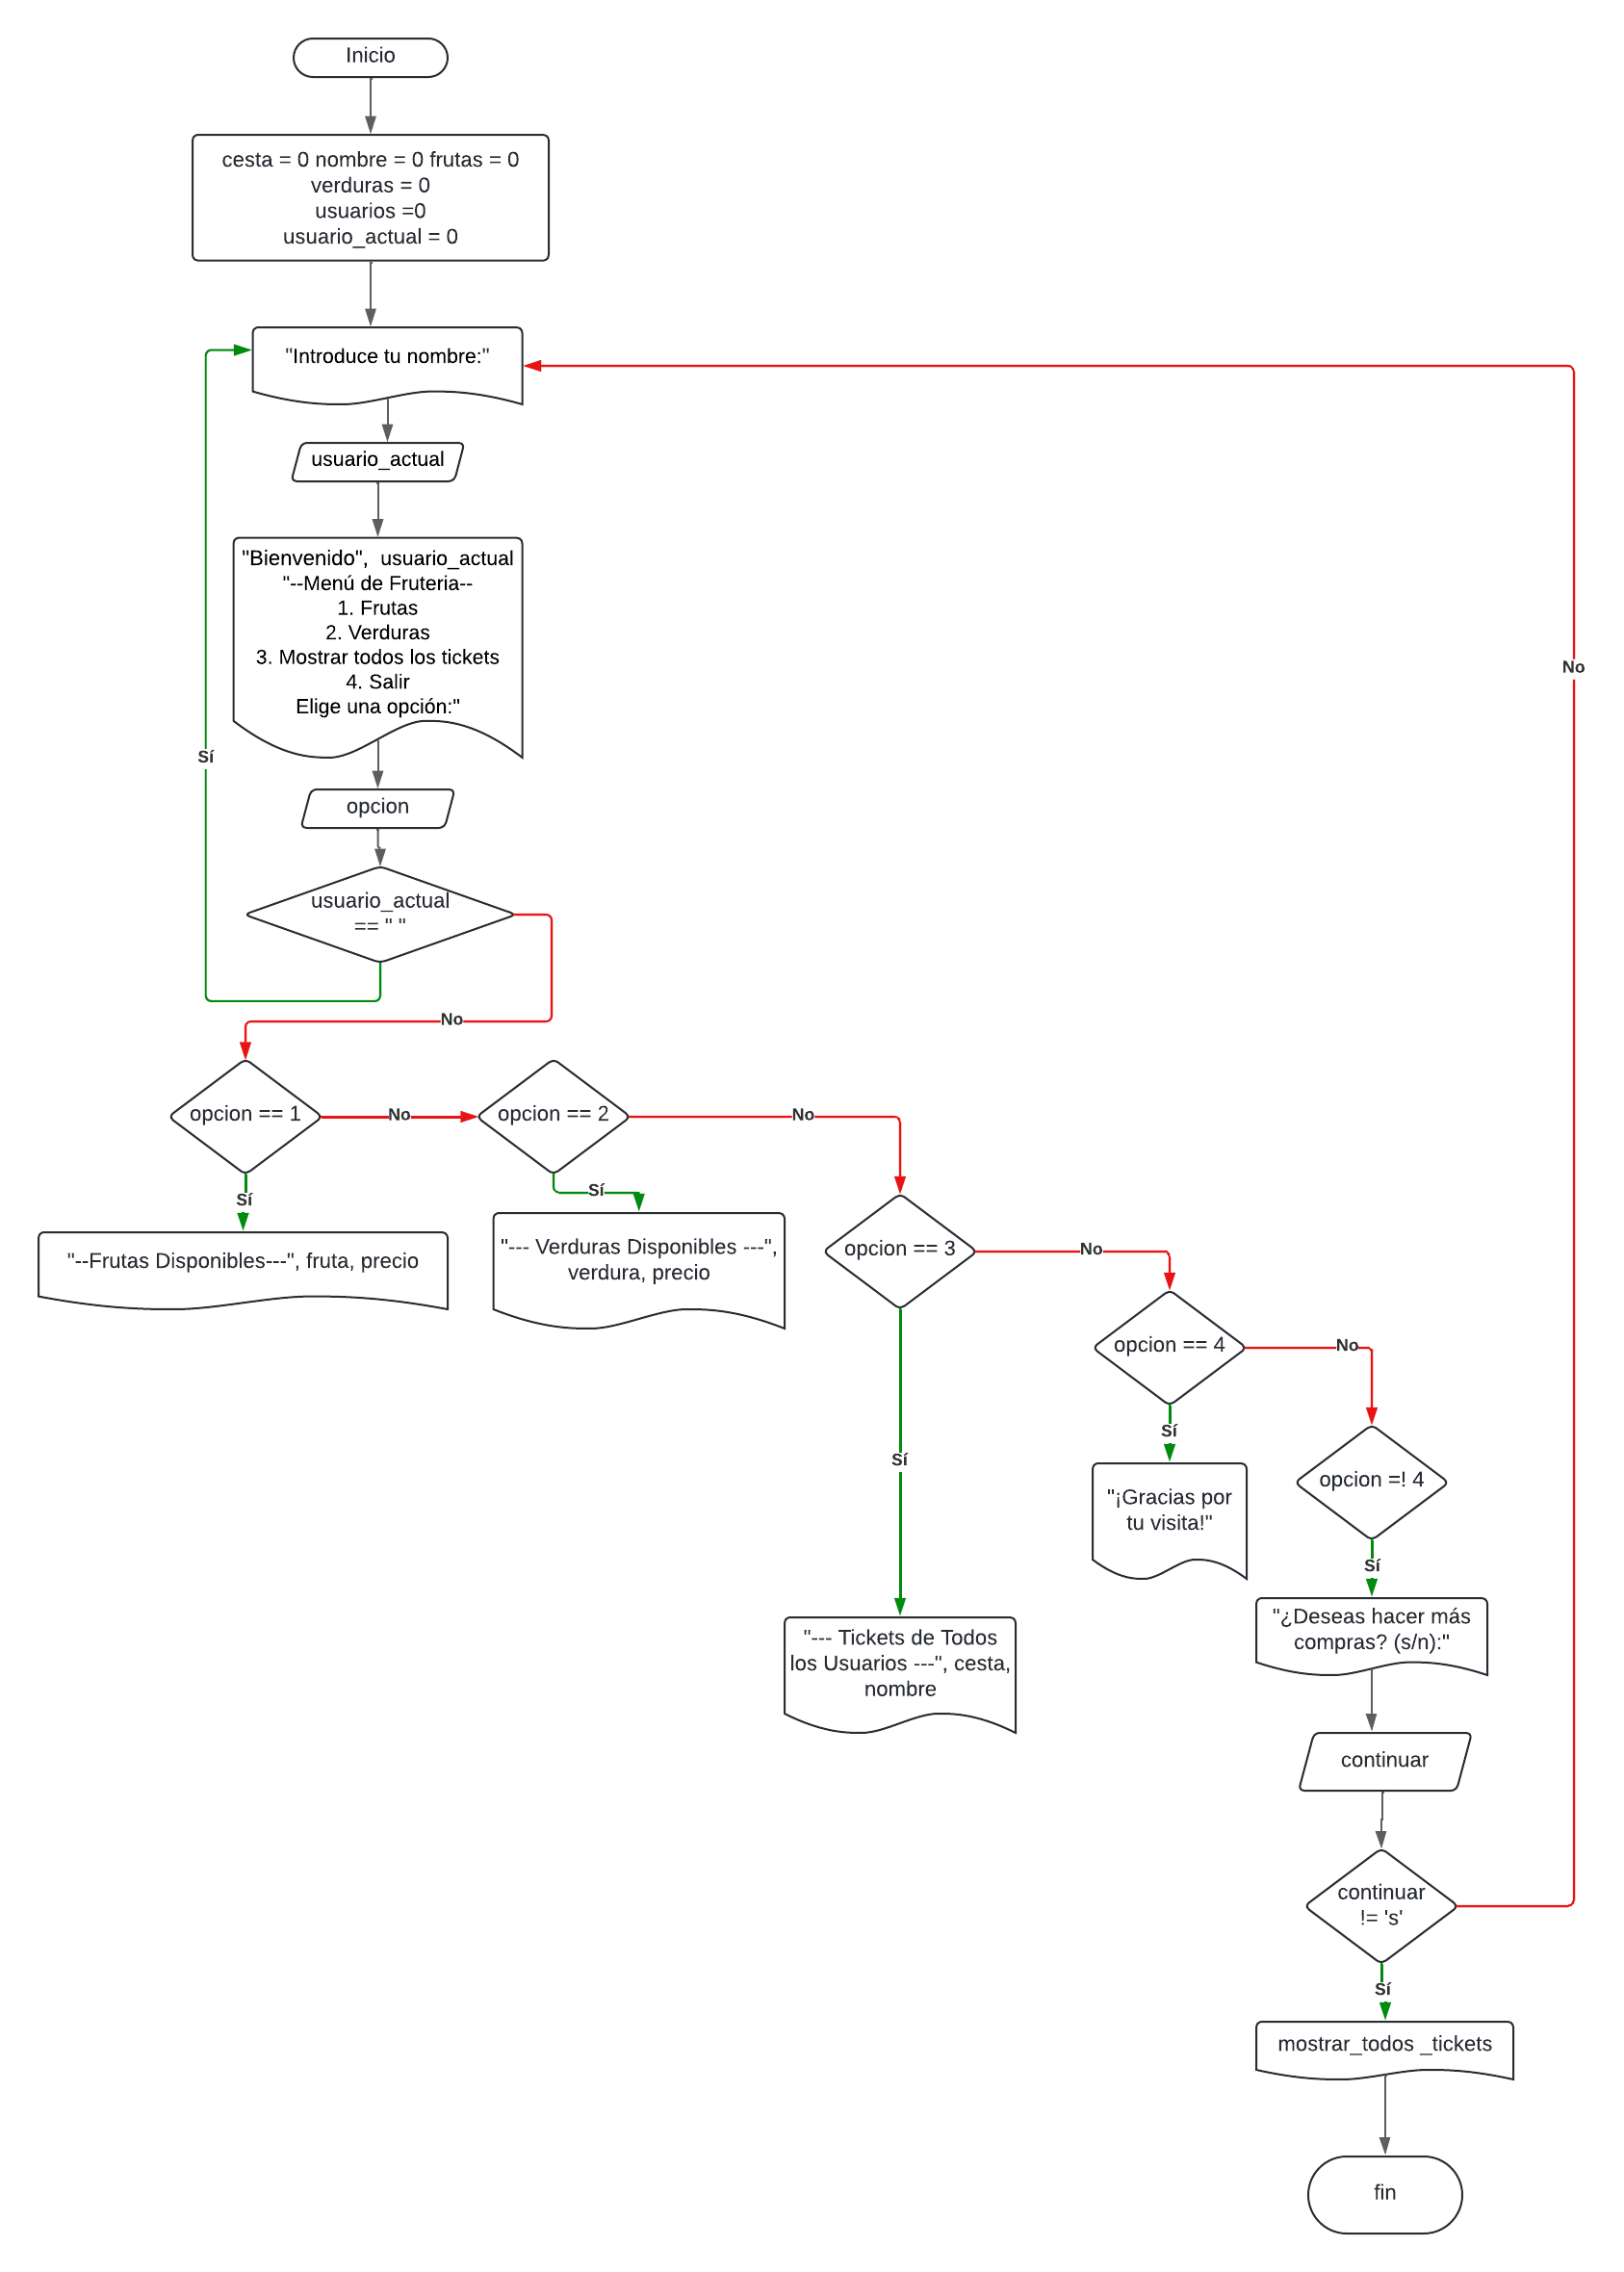 Inicio
cesta = 0 nombre = 0 frutas = 0
verduras = 0
usuarios =0
usuario_actual = 0
"Introduce tu nombre:"
usuario_actual
"Bienvenido", usuario_actual
"--Menú de Fruteria--
1. Frutas
2. Verduras
3. Mostrar todos los tickets
4. Salir
Elige una opción:"
No
Sí
opcion
usuario_actual
== " "
No
opcion == 1
No
opcion == 2
No
Sí
Sí
"--Frutas Disponibles---", fruta, precio
"--- Verduras Disponibles ---",
verdura, precio
opcion == 3
No
opcion == 4
No
Sí
Sí
"¡Gracias por
tu visita!"
opcion =! 4
Sí
"--- Tickets de Todos
los Usuarios ---", cesta,
nombre
"¿Deseas hacer más
compras? (s/n):"
continuar
continuar
!= 's'
Sí
mostrar_todos _tickets
fin